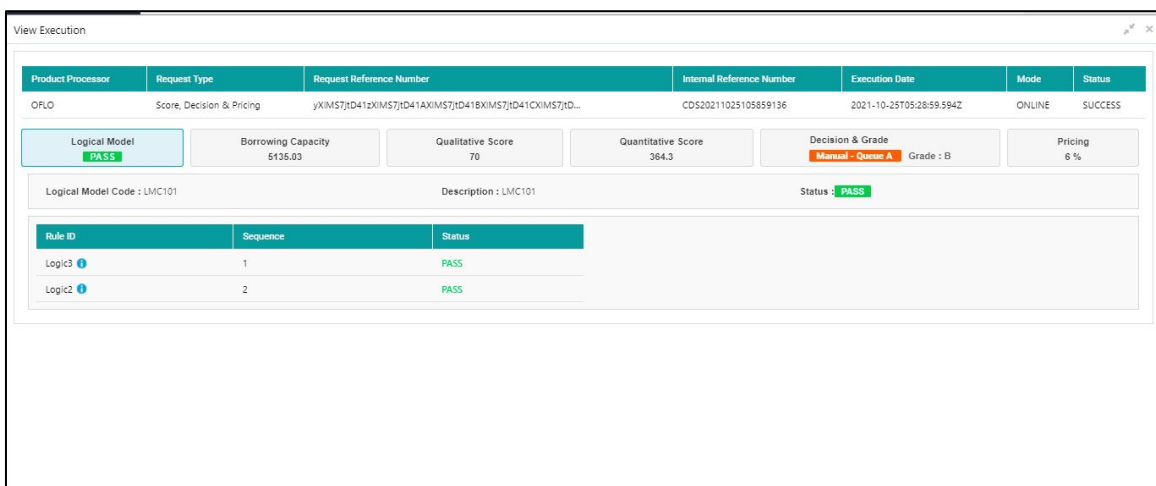 View Execution
Product Processor Request Type Request Reference Number Internal Reference Number Execution Date Mode Status
OFLO Score, Decision & Pricing yXIMS7jtD41zXIMS7jtD41AXIMS7jtD41BXIMS7jtD41CXIMS7jtD... CDS20211025105859136 2021-10-25T05:28:59.594Z ONLINE SUCCESS
Logical Model Borrowing Capacity Qualitative Score Quantitative Score Decision & Grade Pricing
PASS 5135.03 70 364.3 Manual - Queue A Grade : B 6 %
Logical Model Code : LMC101 Description : LMC101 Status : PASS
Rule ID Sequence Status
Logic3 1 PASS
Logic2 2 PASS